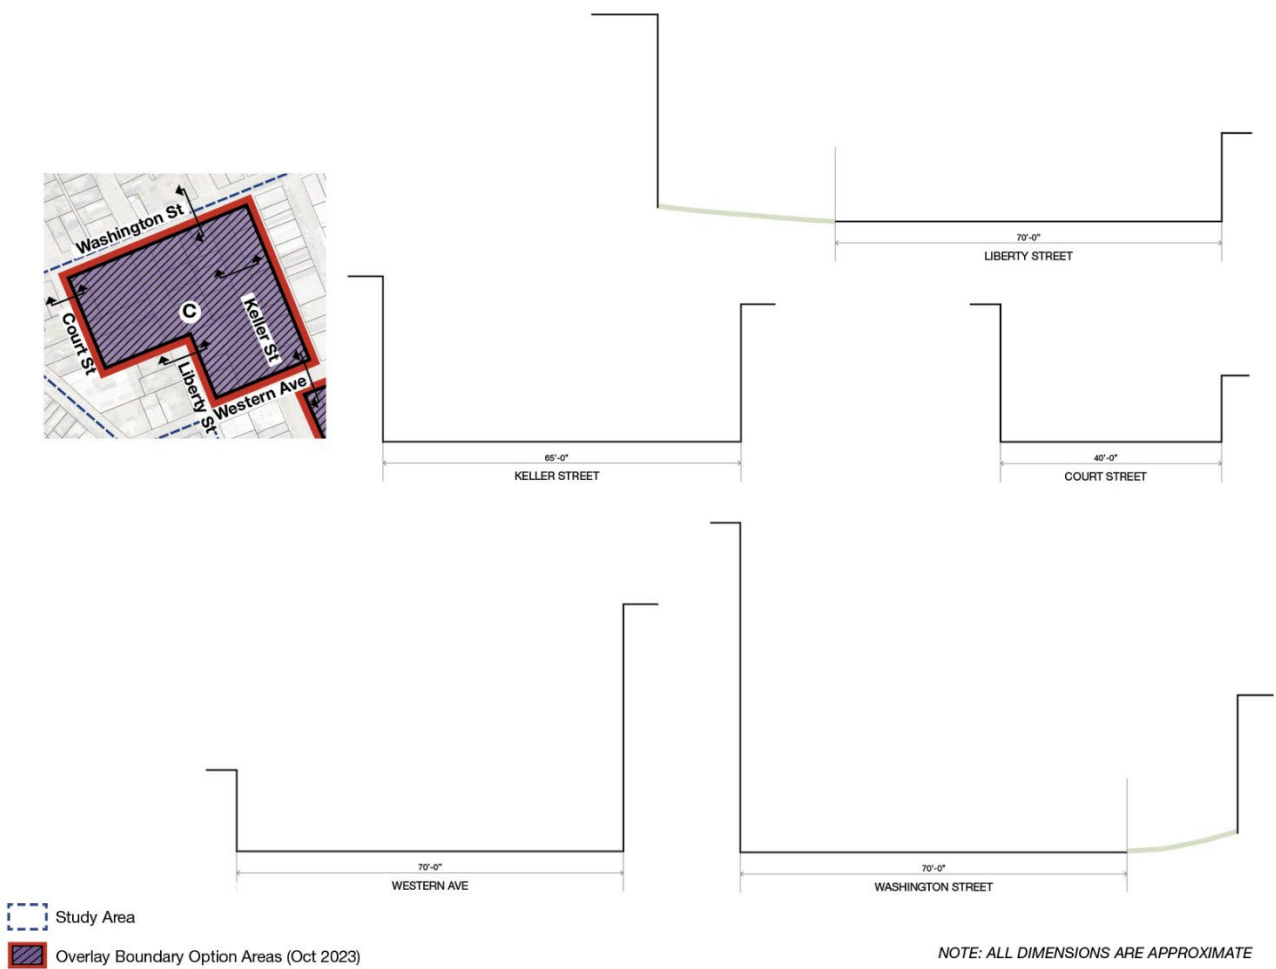 70'-0"
LIBERTY STREET
Washington St
Court St
C
Keller St
Liberty St
Western Ave
65'-0"
KELLER STREET
40'-0"
COURT STREET
70'-0"
WESTERN AVE
70'-0"
WASHINGTON STREET
Study Area
Overlay Boundary Option Areas (Oct 2023)
NOTE: ALL DIMENSIONS ARE APPROXIMATE